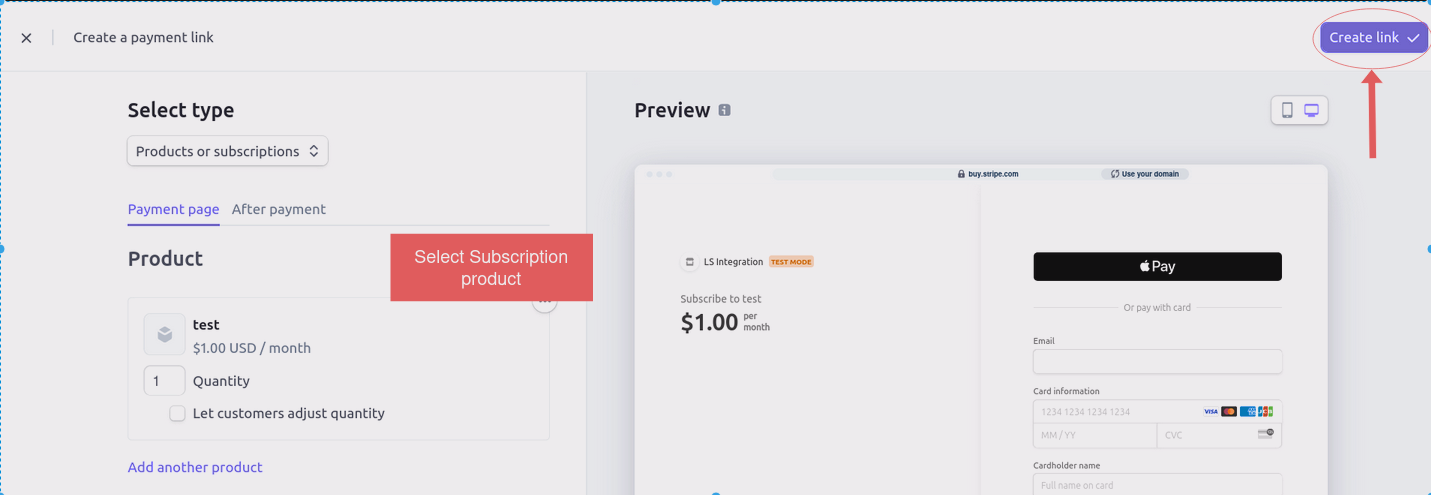 Create a payment link
Create link
Select type
Products or subscriptions
Payment page
After payment
Product
Select Subscription
product
test
$1.00 USD / month
1
Quantity
Let customers adjust quantity
Add another product
Preview
buy.stripe.com
Use your domain
LS Integration
TEST MODE
Subscribe to test
$1.00
per
month
Pay
Or pay with card
Email
Card information
1234 1234 1234 1234
VISA
MM / YY
CVC
Cardholder name
Full name on card